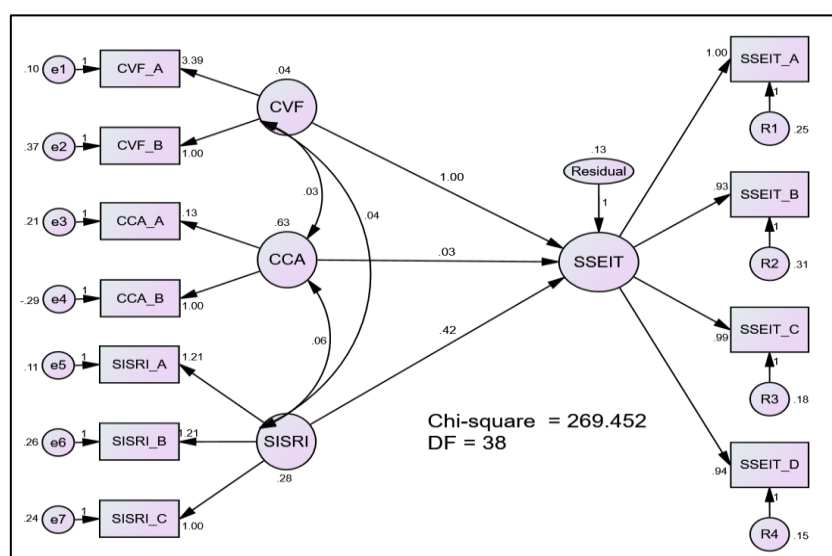 .10 e1 1 CVF_A 3.39
.37 e2 1 CVF_B 1.00
.21 e3 1 CCA_A .13
-.29 e4 1 CCA_B 1.00
.11 e5 1 SISRI_A 1.21
.26 e6 1 SISRI_B 1.21
.24 e7 1 SISRI_C 1.00
.04
CVF
.63
CCA
SISRI
.28
.03
.04
.06
1.00
.03
.42
.13
Residual
1
SSEIT
1.00 SSEIT_A
1
R1 .25
.93 SSEIT_B
1
R2 .31
.99 SSEIT_C
1
R3 .18
.94 SSEIT_D
1
R4 .15
Chi-square = 269.452
DF = 38